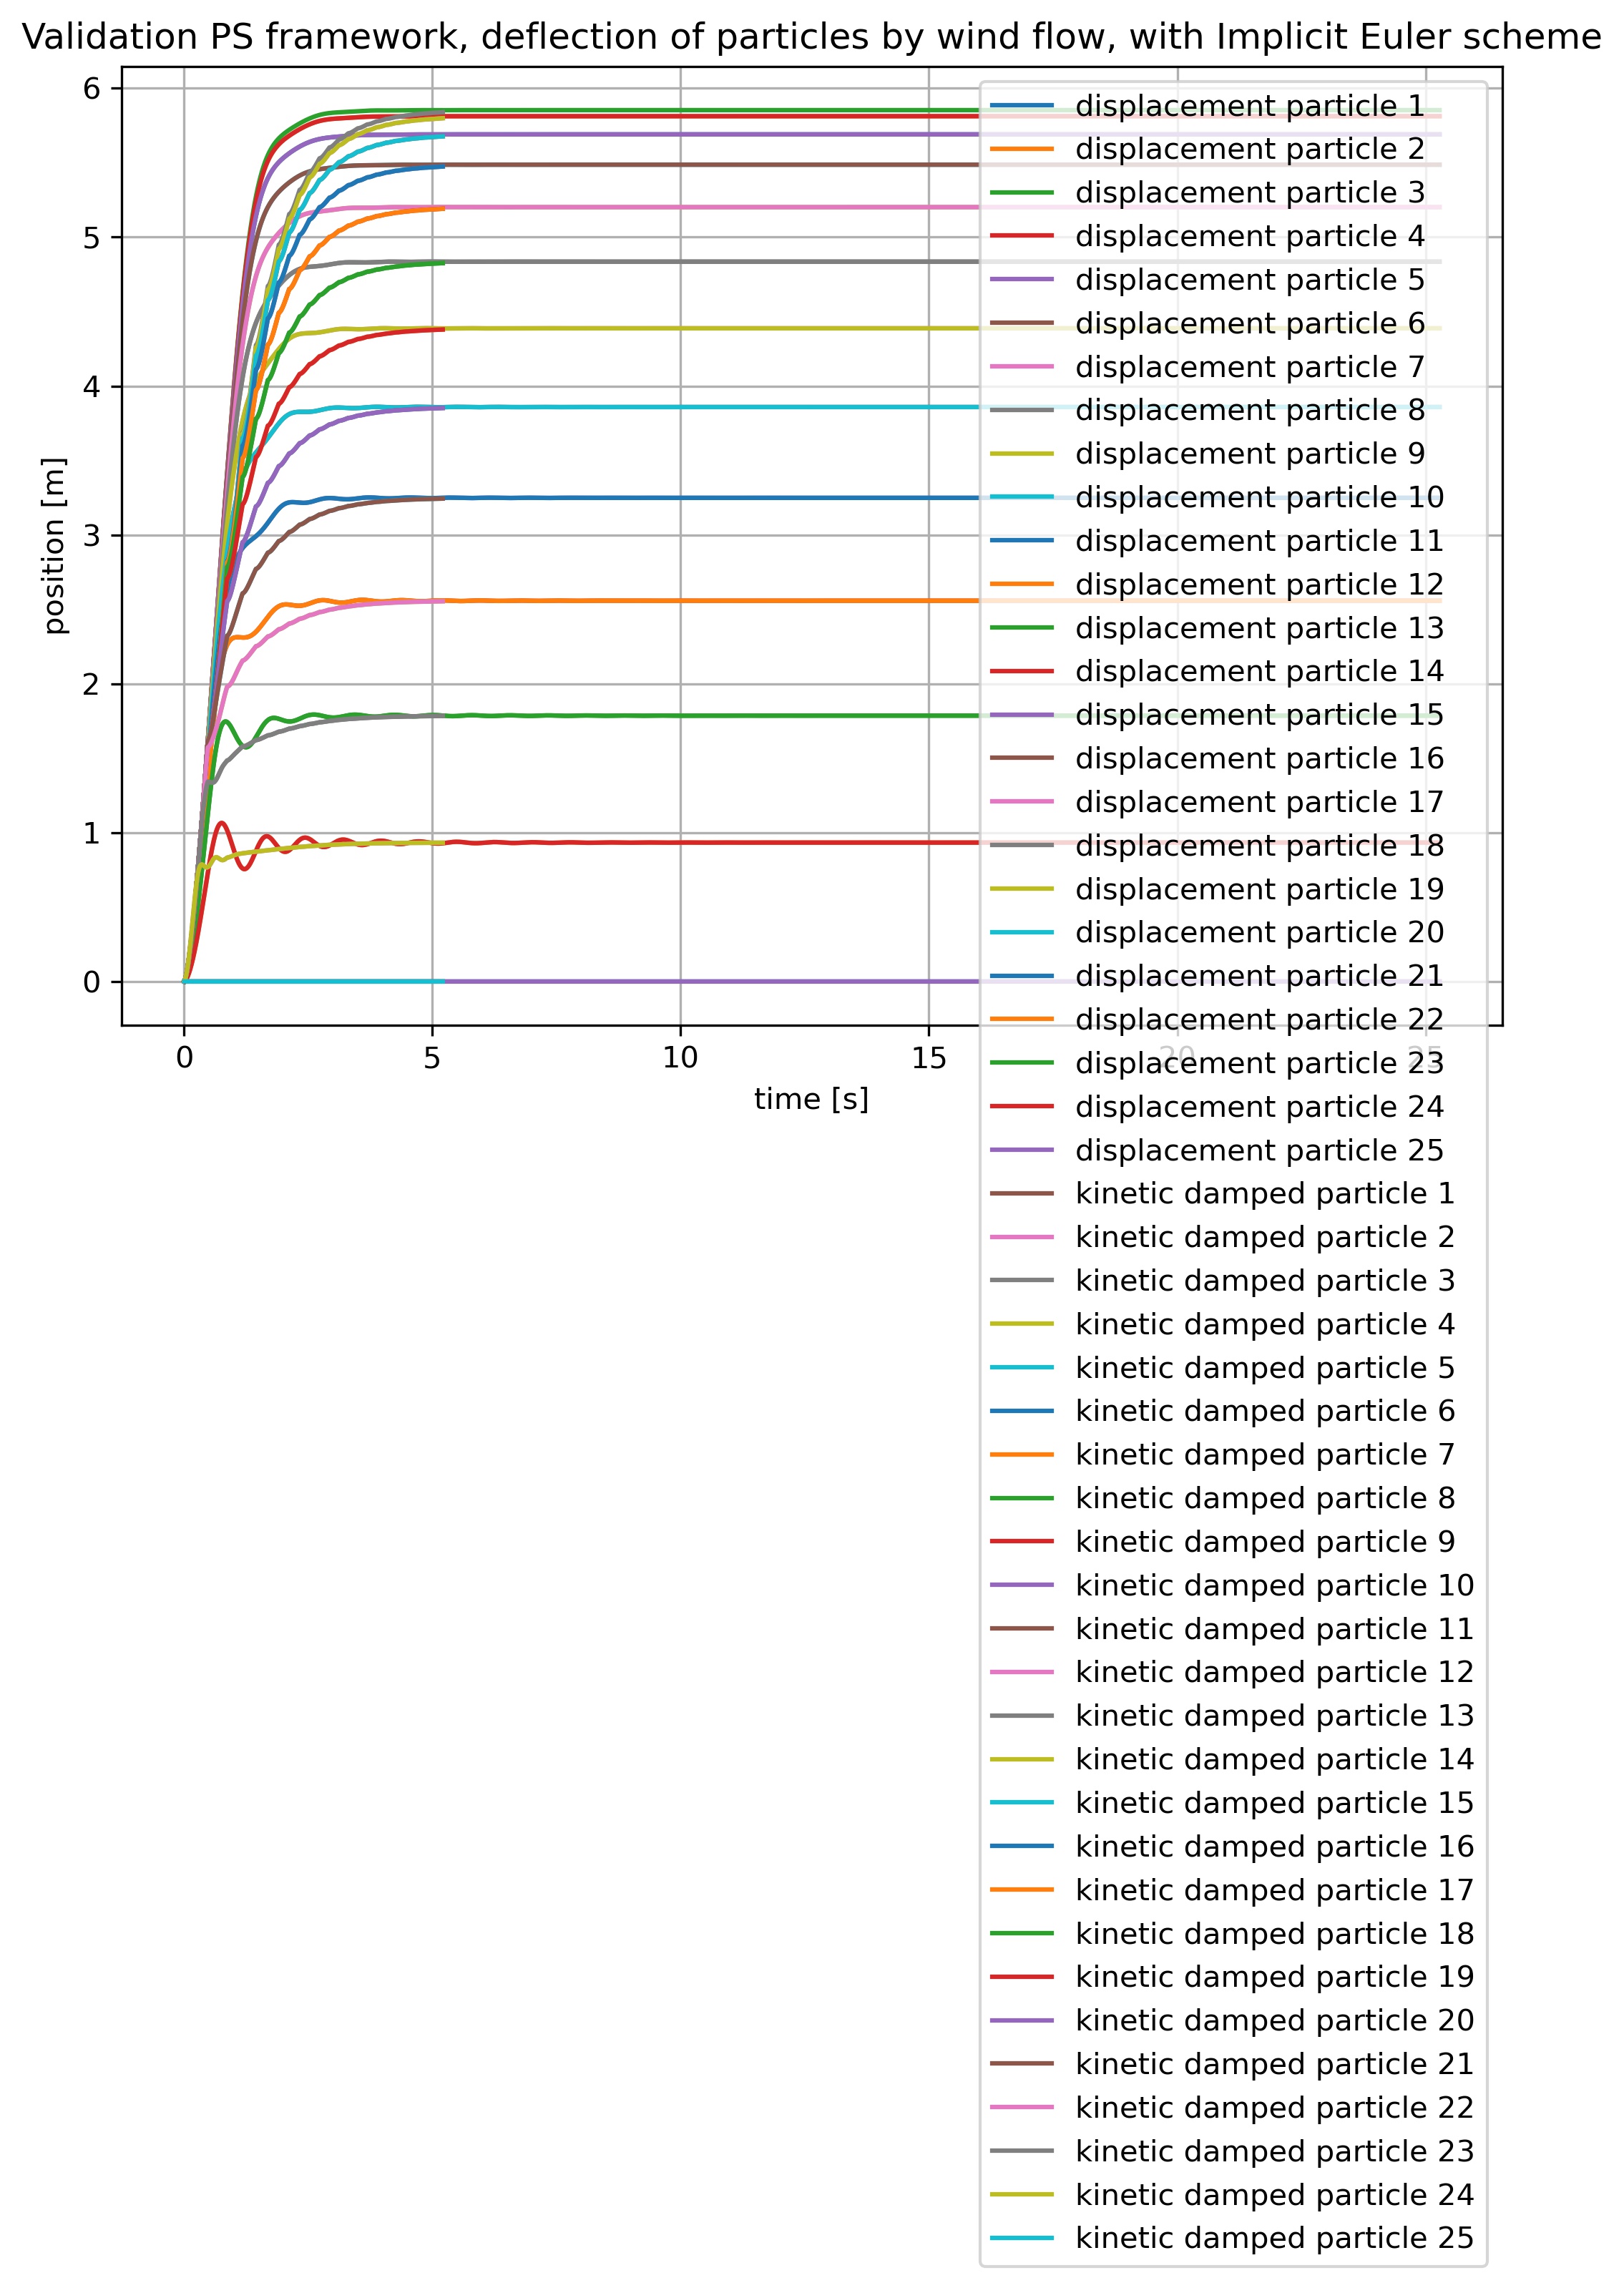 Validation PS framework, deflection of particles by wind flow, with Implicit Euler scheme
6
5
4
3
2
1
0
position [m]
0
5
10
15
20
25
time [s]
displacement particle 1
displacement particle 2
displacement particle 3
displacement particle 4
displacement particle 5
displacement particle 6
displacement particle 7
displacement particle 8
displacement particle 9
displacement particle 10
displacement particle 11
displacement particle 12
displacement particle 13
displacement particle 14
displacement particle 15
displacement particle 16
displacement particle 17
displacement particle 18
displacement particle 19
displacement particle 20
displacement particle 21
displacement particle 22
displacement particle 23
displacement particle 24
displacement particle 25
kinetic damped particle 1
kinetic damped particle 2
kinetic damped particle 3
kinetic damped particle 4
kinetic damped particle 5
kinetic damped particle 6
kinetic damped particle 7
kinetic damped particle 8
kinetic damped particle 9
kinetic damped particle 10
kinetic damped particle 11
kinetic damped particle 12
kinetic damped particle 13
kinetic damped particle 14
kinetic damped particle 15
kinetic damped particle 16
kinetic damped particle 17
kinetic damped particle 18
kinetic damped particle 19
kinetic damped particle 20
kinetic damped particle 21
kinetic damped particle 22
kinetic damped particle 23
kinetic damped particle 24
kinetic damped particle 25